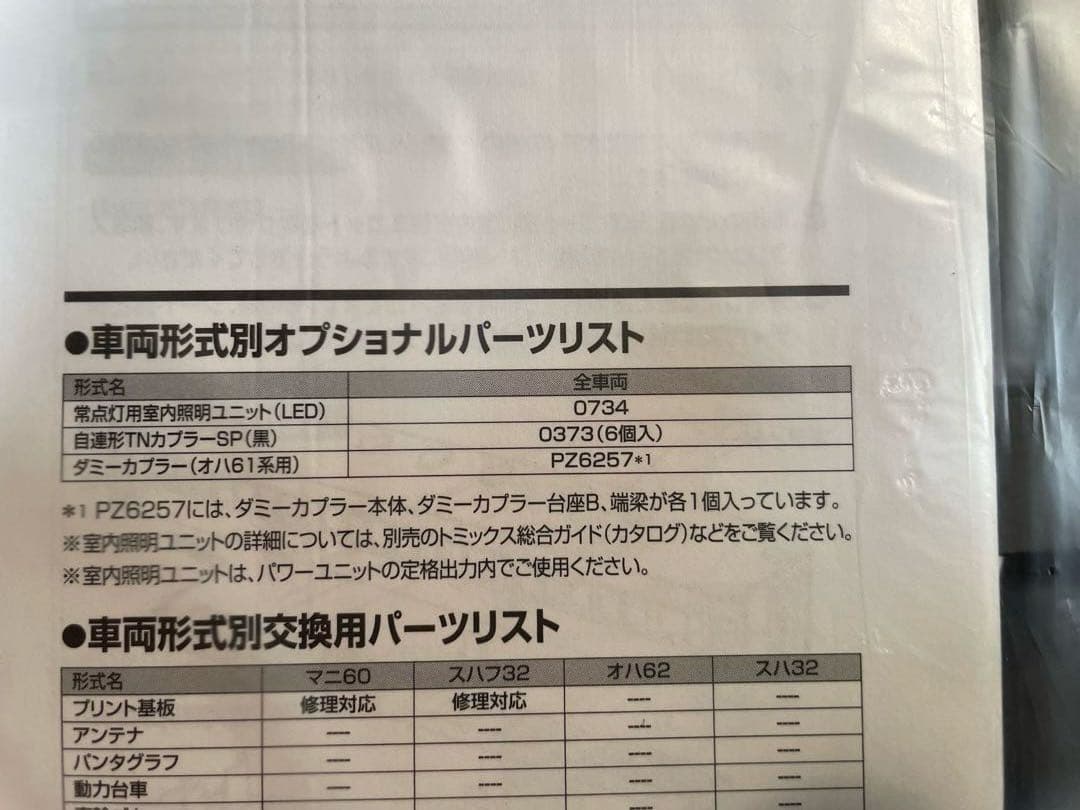 ●車両形式別オプショナルパーツリスト
形式名 全車両
常点灯用室内照明ユニット(LED) 0734
自連形TNカプラーSP(黒) 0373(6個入)
ダミーカプラー(オハ61系用) PZ6257*1
*1 PZ6257には、ダミーカプラー本体、ダミーカプラー台座B、端梁が各1個入っています。
※室内照明ユニットの詳細については、別売のトミックス総合ガイド(カタログ)などをご覧ください。
※室内照明ユニットは、パワーユニットの定格出力内でご使用ください。
●車両形式別交換用パーツリスト
形式名 マニ60 スハフ32 オハ62 スハ32
プリント基板 修理対応 修理対応 ---- ----
アンテナ ---- ---- ---- ----
パンタグラフ ---- ---- ---- ----
動力台車 ---- ---- ---- ----